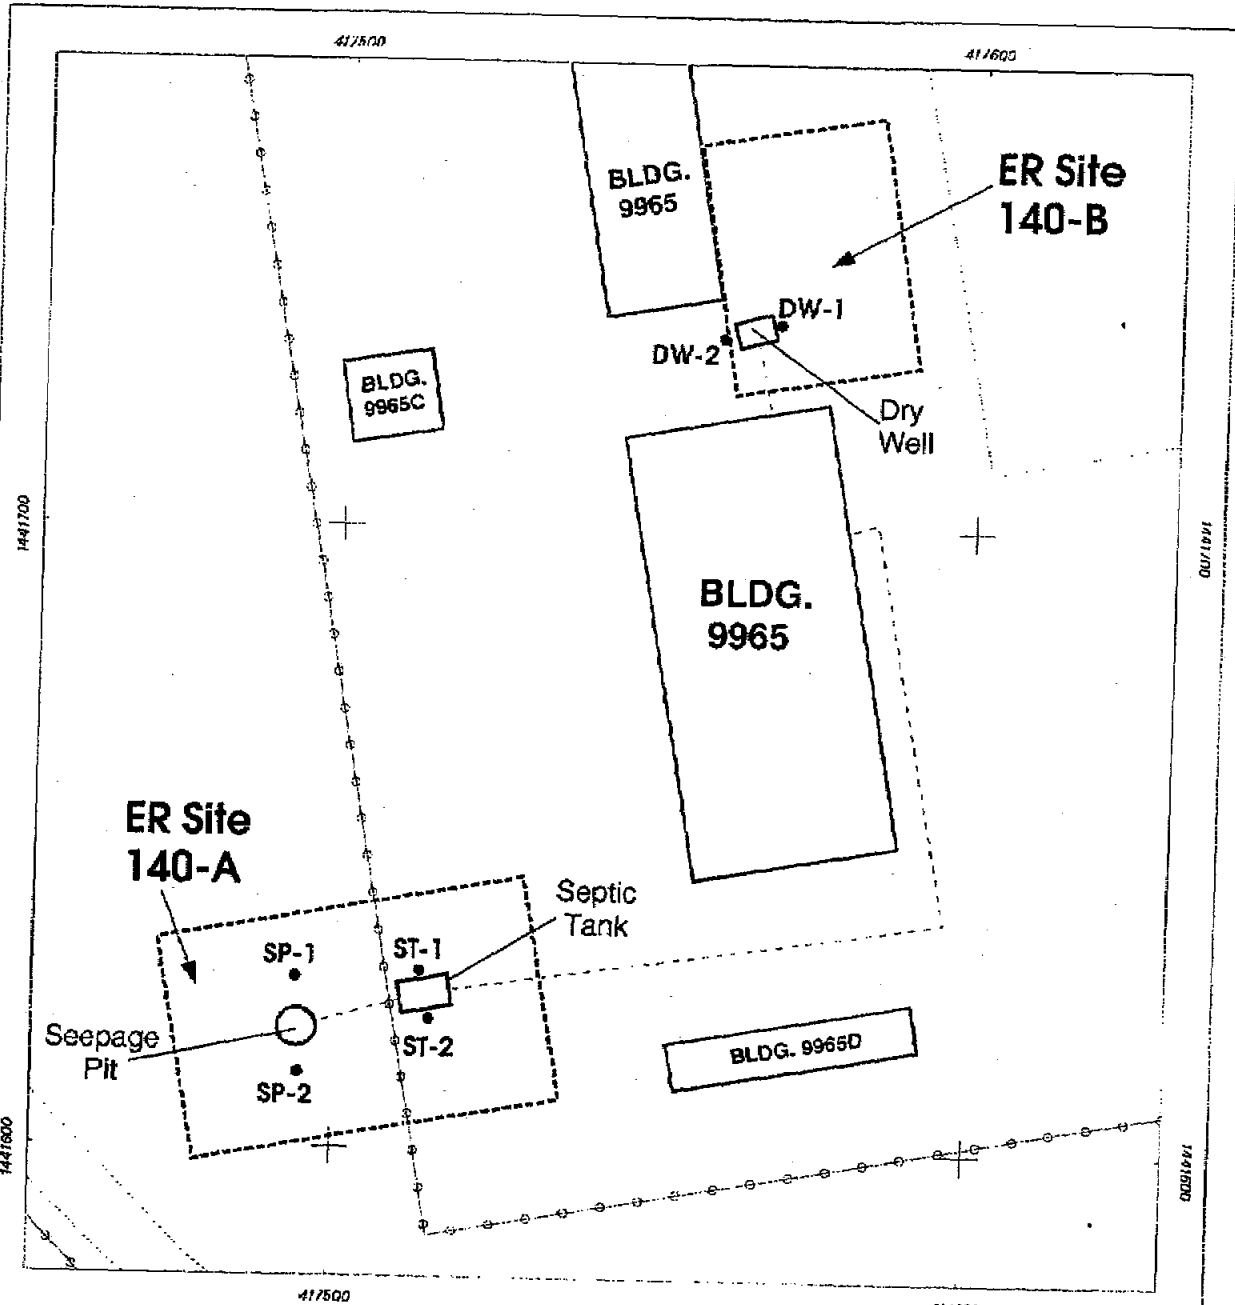 417500
417600
ER Site
140-B
BLDG.
9965
DW-1
DW-2
BLDG.
9965C
Dry
Well
1441700
1441700
BLDG.
9965
ER Site
140-A
Septic
Tank
SP-1
ST-1
Seepage
Pit
ST-2
BLDG. 9965D
SP-2
1441600
1441600
417500